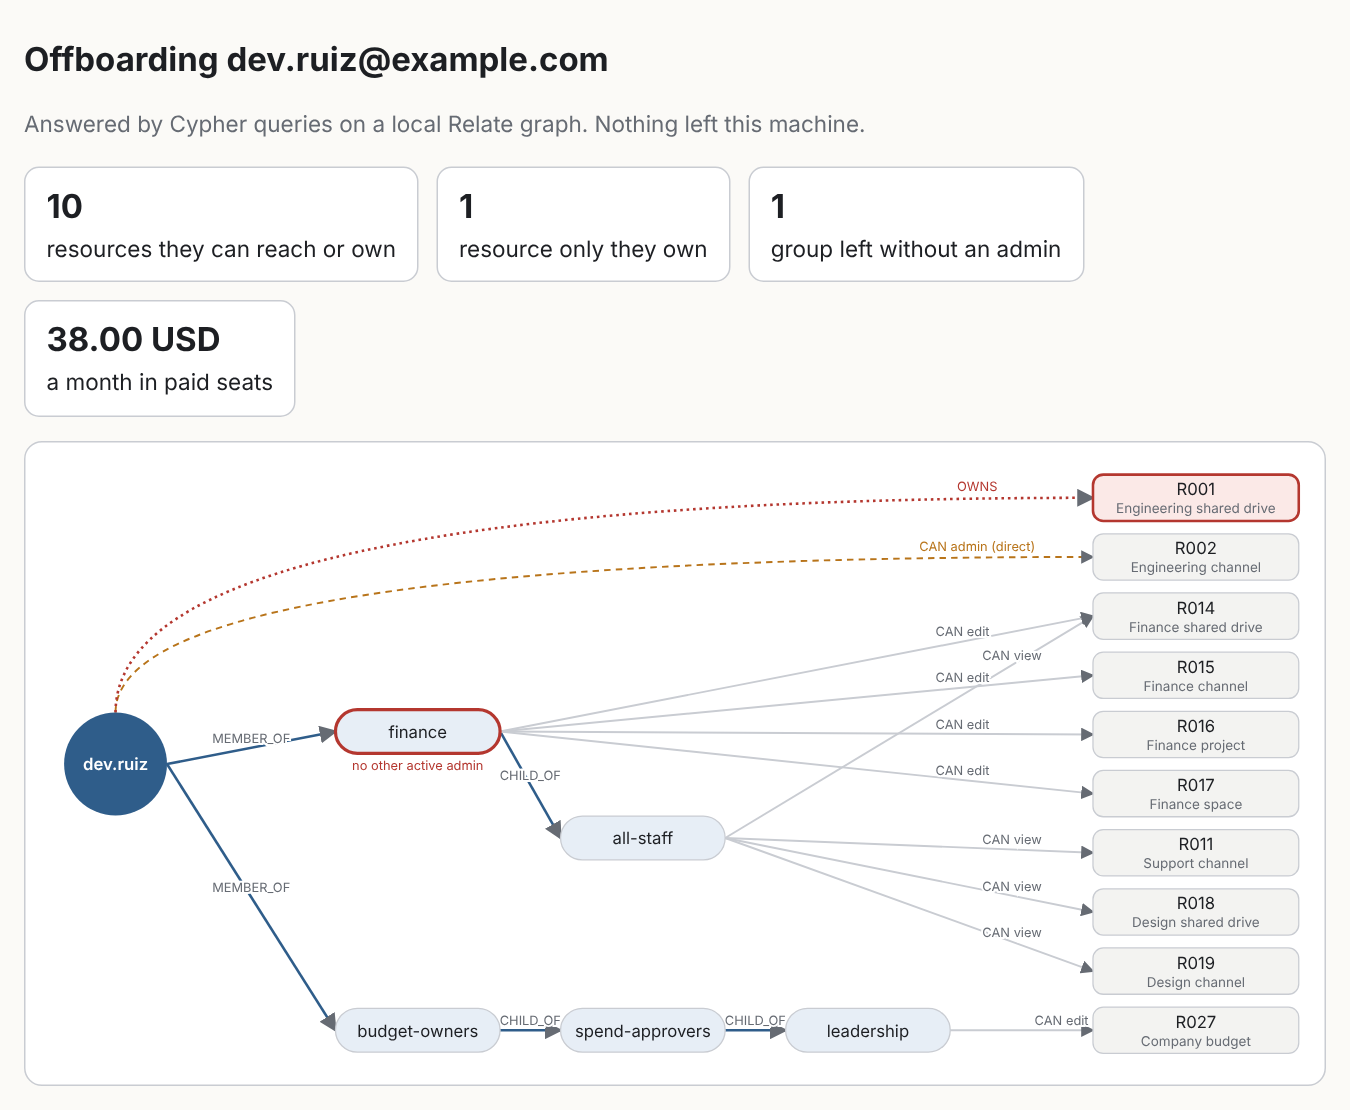 Offboarding dev.ruiz@example.com
Answered by Cypher queries on a local Relate graph. Nothing left this machine.
10
resources they can reach or own
1
resource only they own
1
group left without an admin
38.00 USD
a month in paid seats
OWNS
R001
Engineering shared drive
CAN admin (direct)
R002
Engineering channel
R014
Finance shared drive
CAN edit
CAN view
R015
Finance channel
CAN edit
R016
Finance project
CAN edit
R017
Finance space
CAN edit
MEMBER_OF
finance
no other active admin
dev.ruiz
CHILD_OF
all-staff
CAN view
R011
Support channel
CAN view
R018
Design shared drive
CAN view
R019
Design channel
MEMBER_OF
budget-owners
CHILD_OF
spend-approvers
CHILD_OF
leadership
CAN edit
R027
Company budget